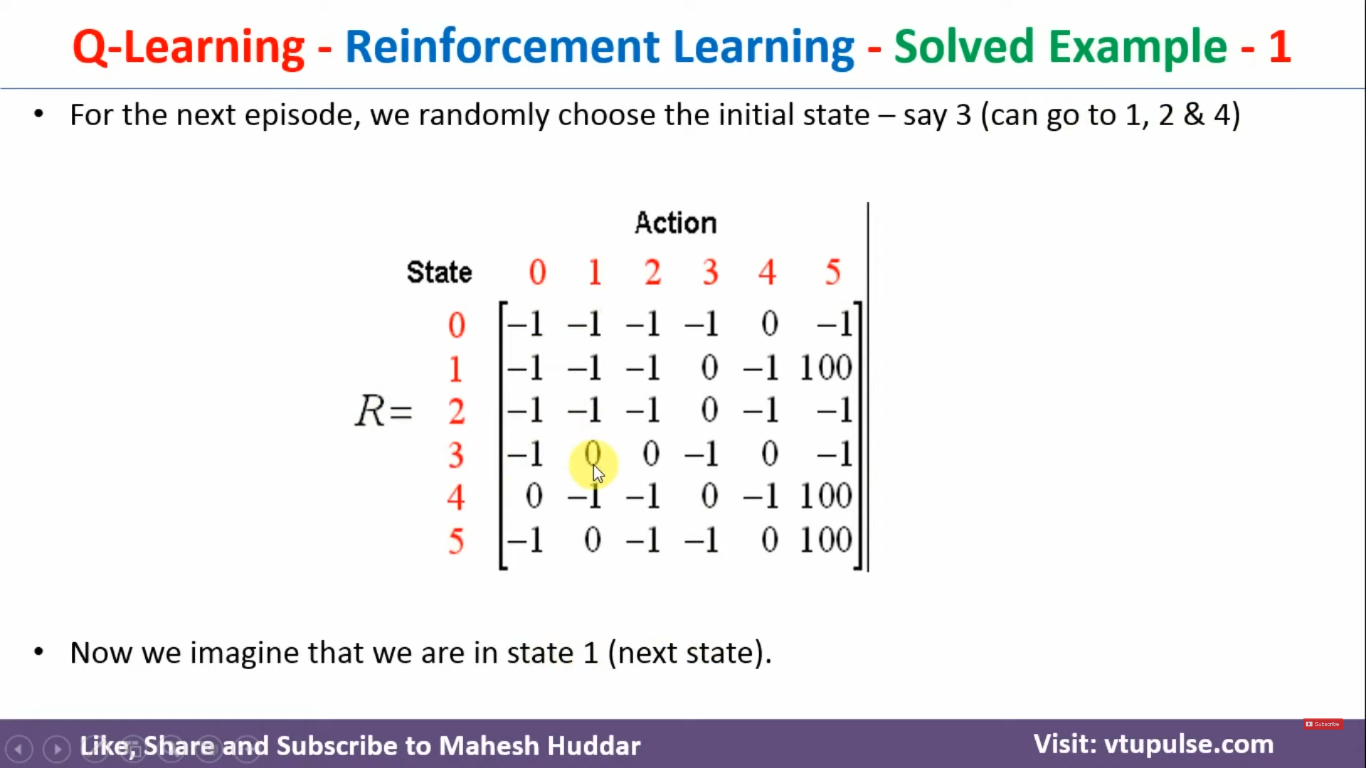 Q-Learning - Reinforcement Learning - Solved Example - 1
• For the next episode, we randomly choose the initial state – say 3 (can go to 1, 2 & 4)
Action
State 0 1 2 3 4 5
0 –1 –1 –1 –1 0 –1
1 –1 –1 –1 0 –1 100
R= 2 –1 –1 –1 0 –1 –1
3 –1 0 0 –1 0 –1
4 0 –1 –1 0 –1 100
5 –1 0 –1 –1 0 100
• Now we imagine that we are in state 1 (next state).
Subscribe
Like, Share and Subscribe to Mahesh Huddar Visit: vtupulse.com